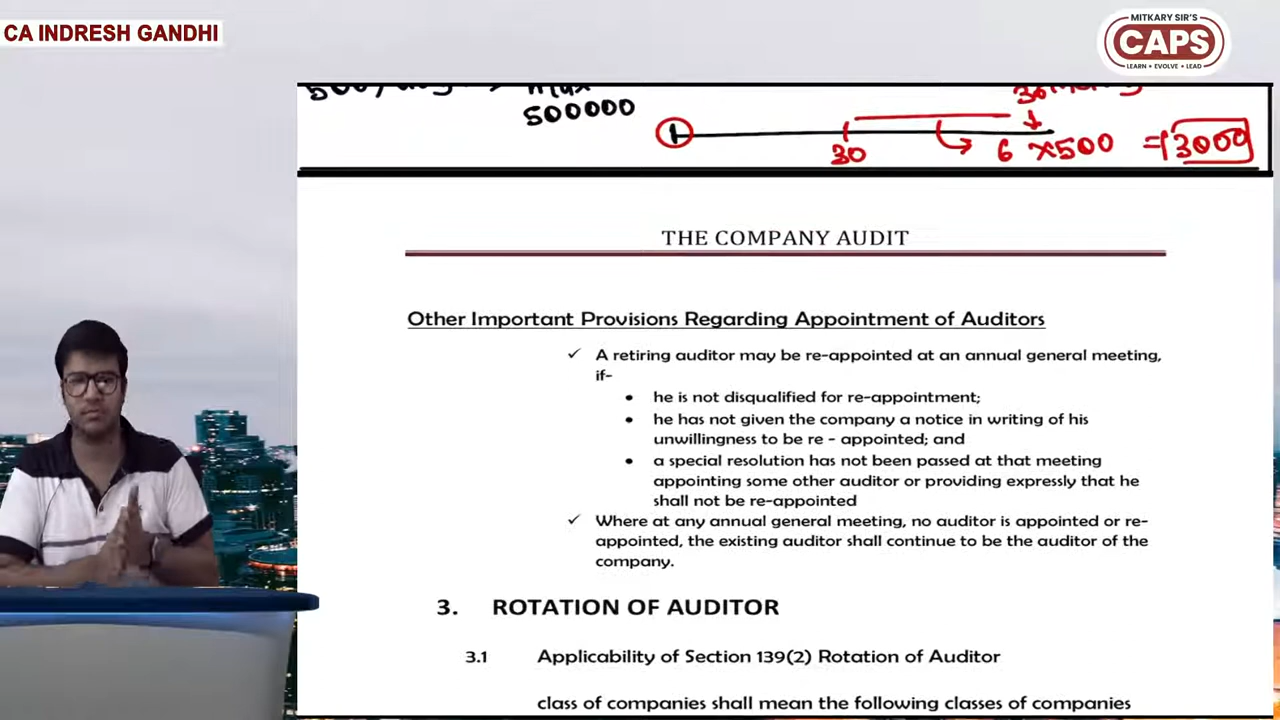 CA INDRESH GANDHI
MITKARY SIR'S
CAPS
LEARN • EVOLVE • LEAD
500000
30 6 x500 = 3000
THE COMPANY AUDIT
Other Important Provisions Regarding Appointment of Auditors
✓ A retiring auditor may be re-appointed at an annual general meeting,
if-
• he is not disqualified for re-appointment;
• he has not given the company a notice in writing of his
unwillingness to be re - appointed; and
• a special resolution has not been passed at that meeting
appointing some other auditor or providing expressly that he
shall not be re-appointed
✓ Where at any annual general meeting, no auditor is appointed or re-
appointed, the existing auditor shall continue to be the auditor of the
company.
3. ROTATION OF AUDITOR
3.1 Applicability of Section 139(2) Rotation of Auditor
class of companies shall mean the following classes of companies